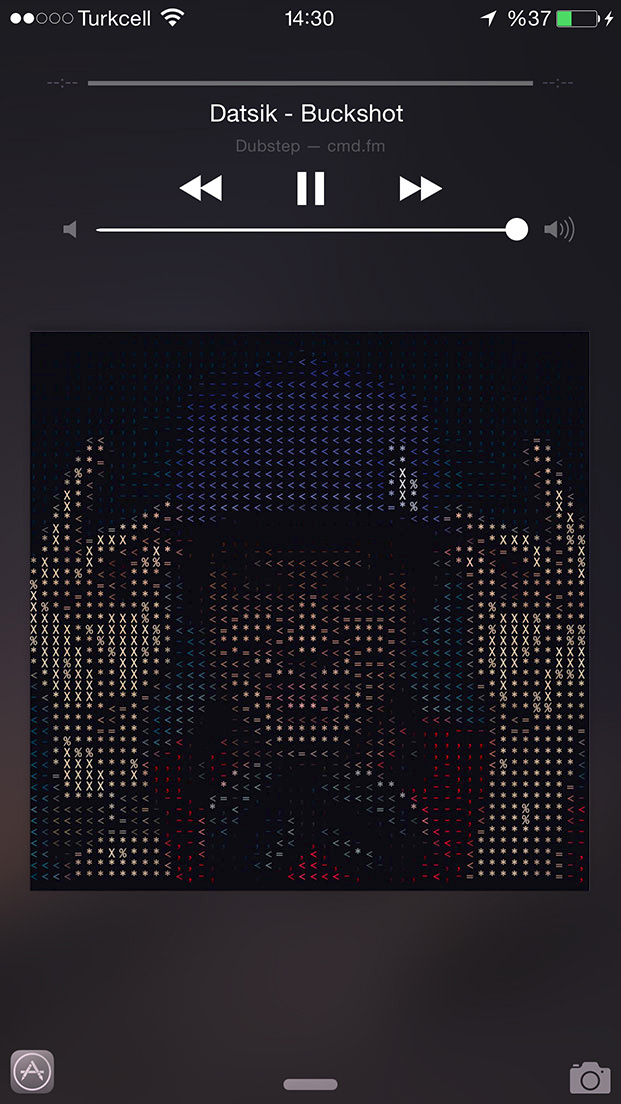 Turkcell 14:30 %37
--:-- --:--
Datsik - Buckshot
Dubstep — cmd.fm